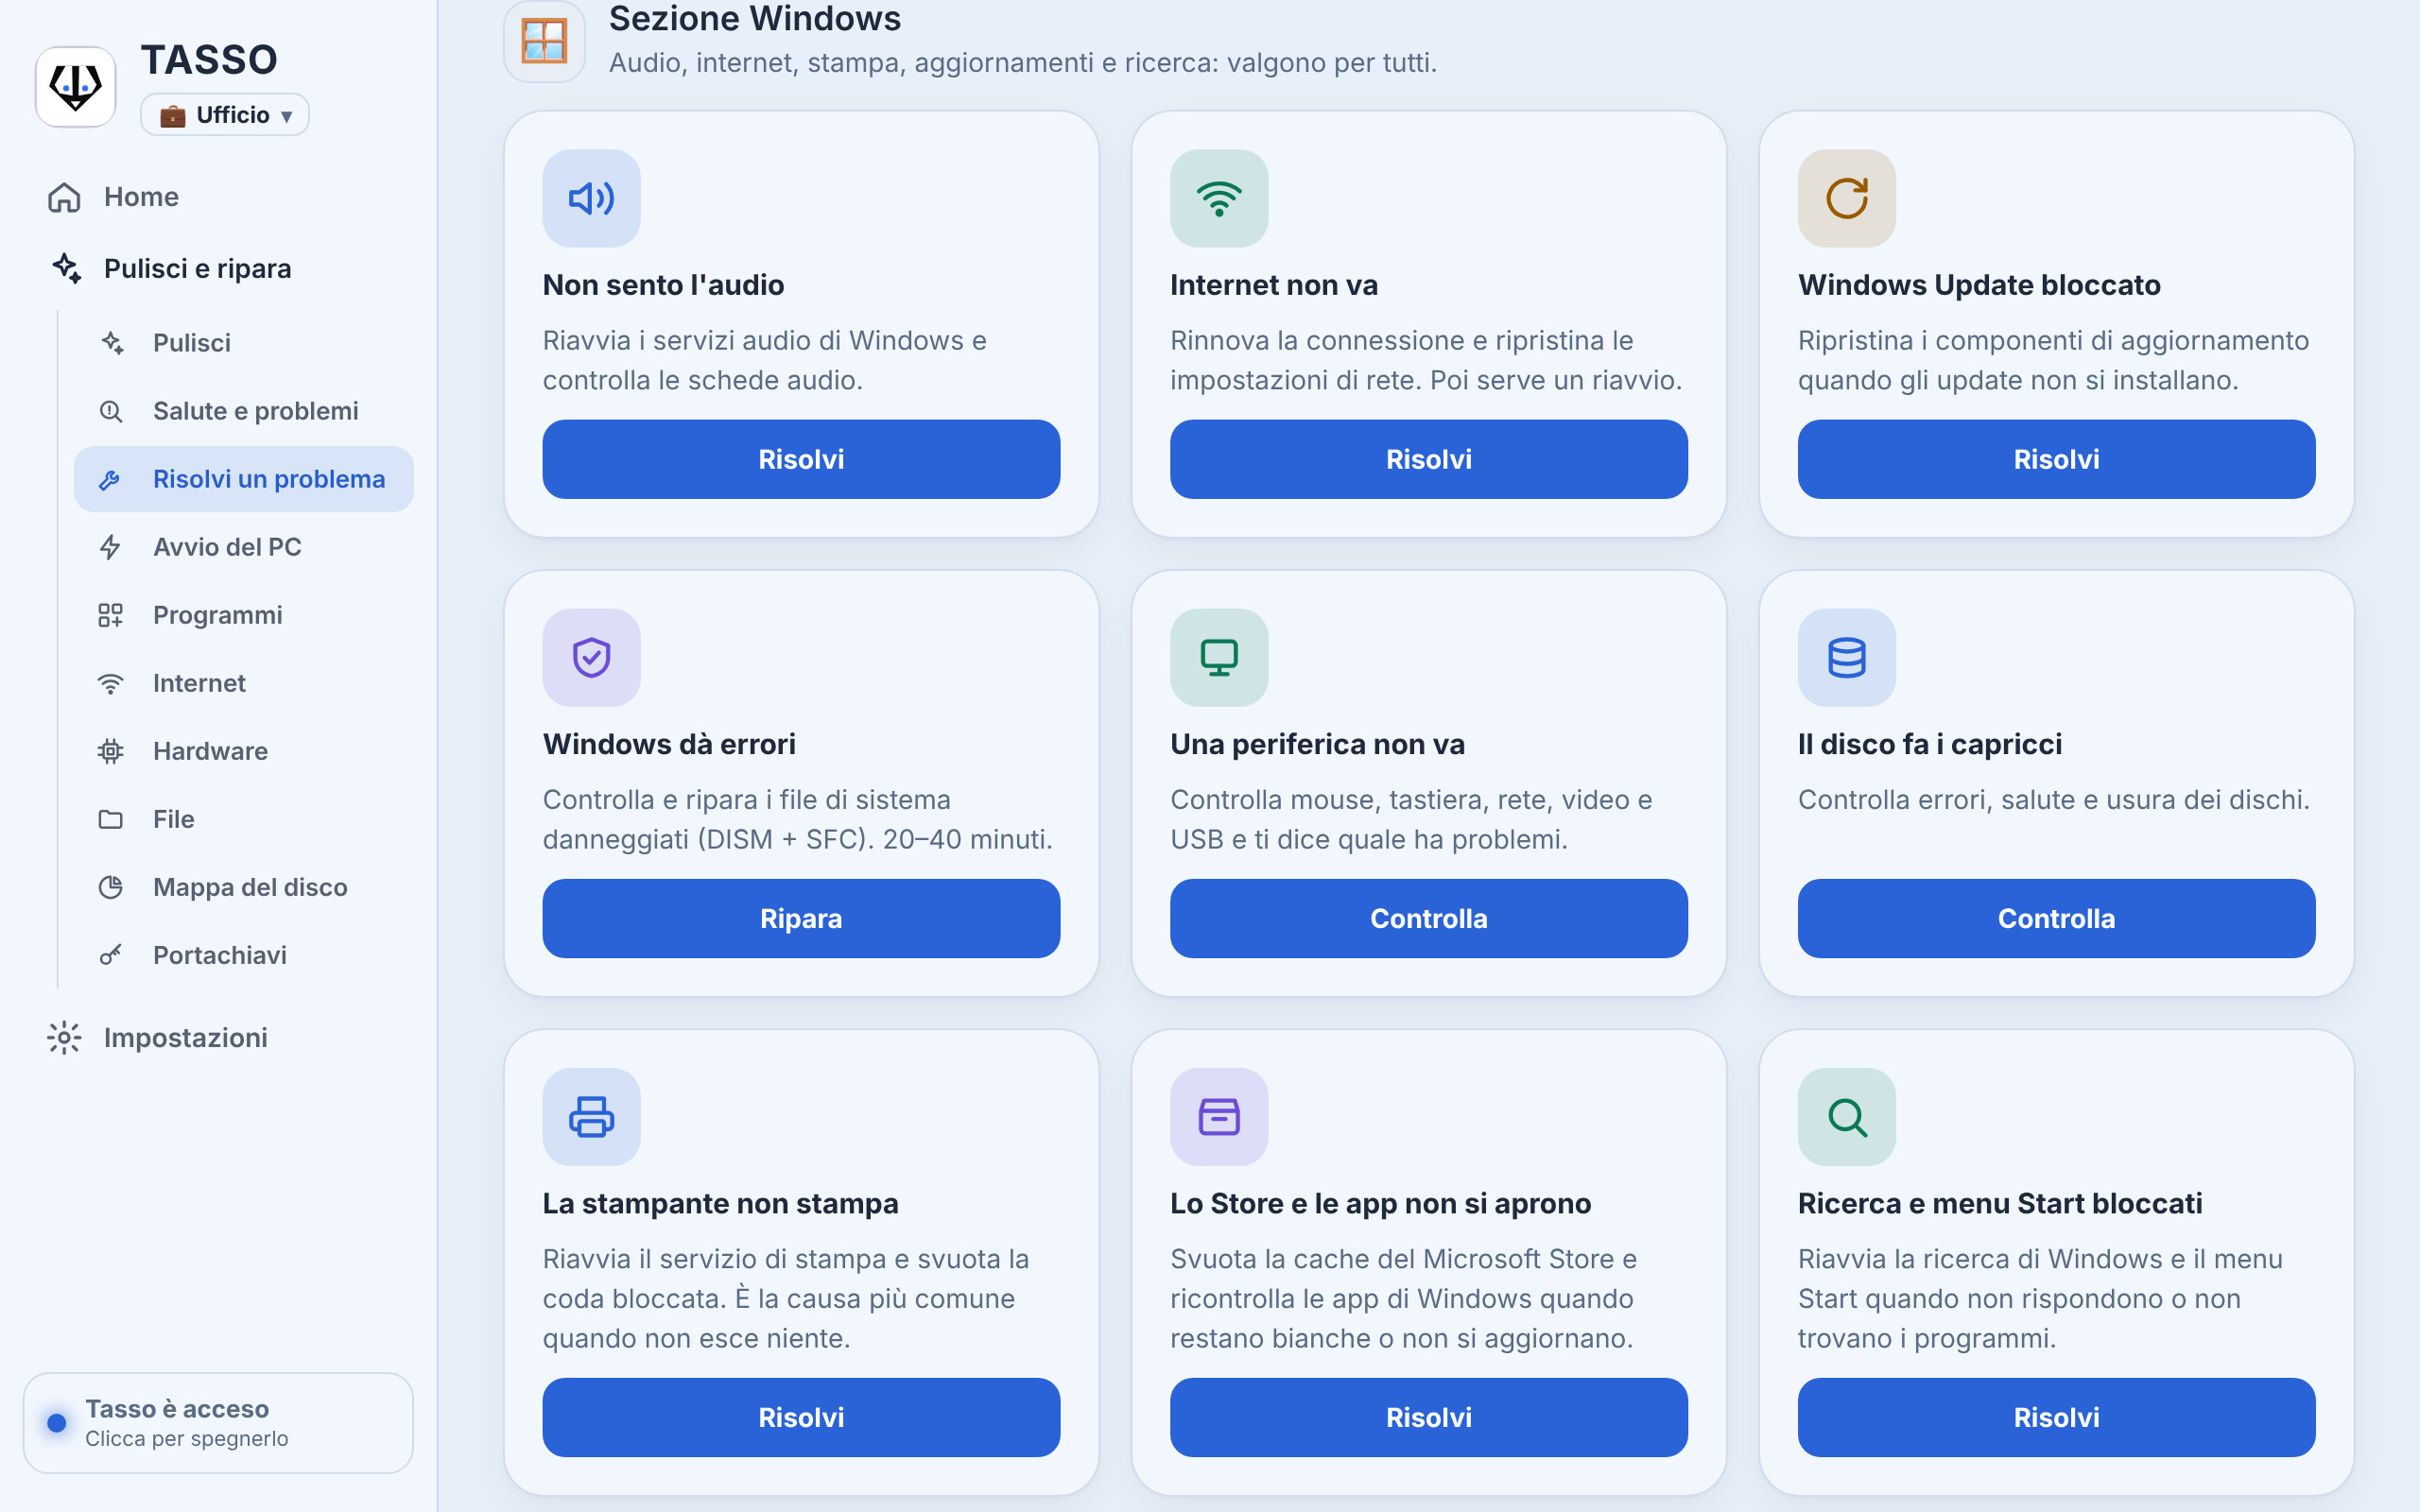 TASSO
Ufficio
Home
Pulisci e ripara
Pulisci
Salute e problemi
Risolvi un problema
Avvio del PC
Programmi
Internet
Hardware
File
Mappa del disco
Portachiavi
Impostazioni
Tasso è acceso
Clicca per spegnerlo
Sezione Windows
Audio, internet, stampa, aggiornamenti e ricerca: valgono per tutti.
Non sento l'audio
Riavvia i servizi audio di Windows e
controlla le schede audio.
Risolvi
Internet non va
Rinnova la connessione e ripristina le
impostazioni di rete. Poi serve un riavvio.
Risolvi
Windows Update bloccato
Ripristina i componenti di aggiornamento
quando gli update non si installano.
Risolvi
Windows dà errori
Controlla e ripara i file di sistema
danneggiati (DISM + SFC). 20–40 minuti.
Ripara
Una periferica non va
Controlla mouse, tastiera, rete, video e
USB e ti dice quale ha problemi.
Controlla
Il disco fa i capricci
Controlla errori, salute e usura dei dischi.
Controlla
La stampante non stampa
Riavvia il servizio di stampa e svuota la
coda bloccata. È la causa più comune
quando non esce niente.
Risolvi
Lo Store e le app non si aprono
Svuota la cache del Microsoft Store e
ricontrolla le app di Windows quando
restano bianche o non si aggiornano.
Risolvi
Ricerca e menu Start bloccati
Riavvia la ricerca di Windows e il menu
Start quando non rispondono o non
trovano i programmi.
Risolvi